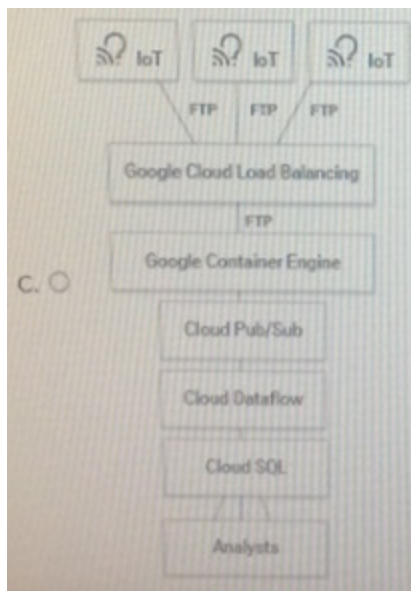 IoT IoT IoT
FTP FTP FTP
Google Cloud Load Balancing
FTP
Google Container Engine
C.
Cloud Pub/Sub
Cloud Dataflow
Cloud SQL
Analysts